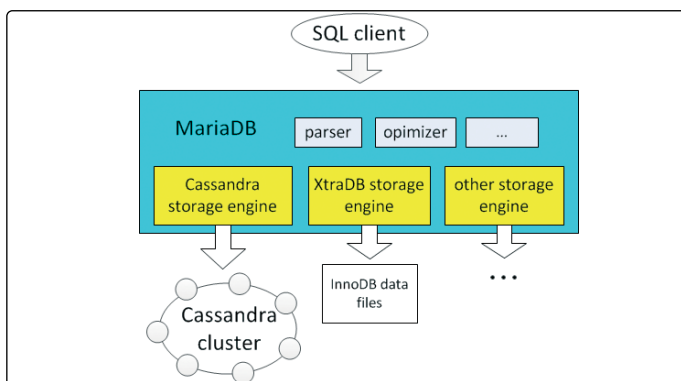 SQL client
MariaDB
parser
opimizer
...
Cassandra
storage engine
XtraDB storage
engine
other storage
engine
InnoDB data
files
...
Cassandra
cluster